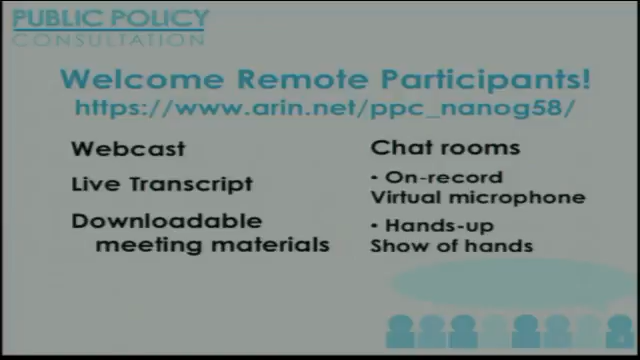 PUBLIC POLICY
CONSULTATION
Welcome Remote Participants!
https://www.arin.net/ppc_nanog58/
Webcast
Live Transcript
Downloadable
meeting materials
Chat rooms
• On-record
Virtual microphone
• Hands-up
Show of hands